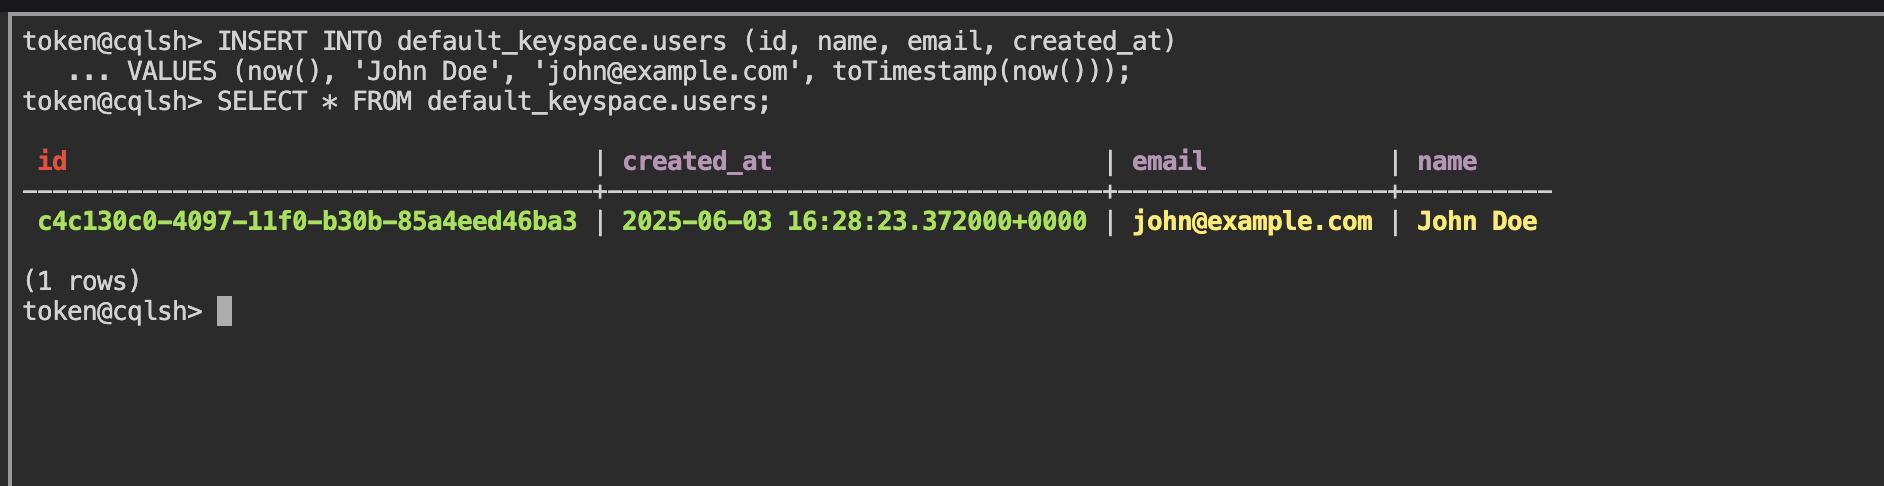 token@cqlsh> INSERT INTO default_keyspace.users (id, name, email, created_at)
   ... VALUES (now(), 'John Doe', 'john@example.com', toTimestamp(now()));
token@cqlsh> SELECT * FROM default_keyspace.users;
 id                                   | created_at                      | email            | name
--------------------------------------+---------------------------------+------------------+----------
 c4c130c0-4097-11f0-b30b-85a4eed46ba3 | 2025-06-03 16:28:23.372000+0000 | john@example.com | John Doe
(1 rows)
token@cqlsh>